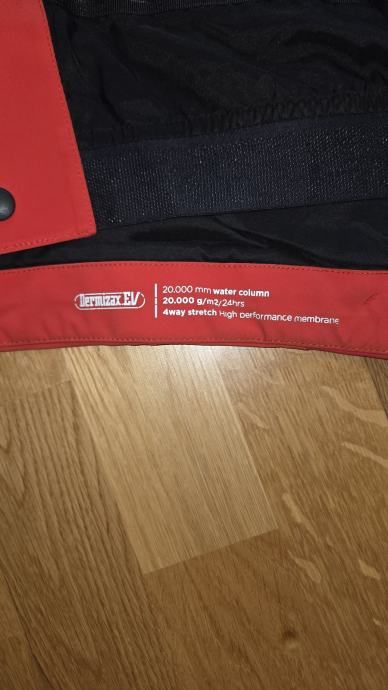 Dermizax EV
20.000 mm water column
20.000 g/m2/24hrs
4way stretch High performance membrane